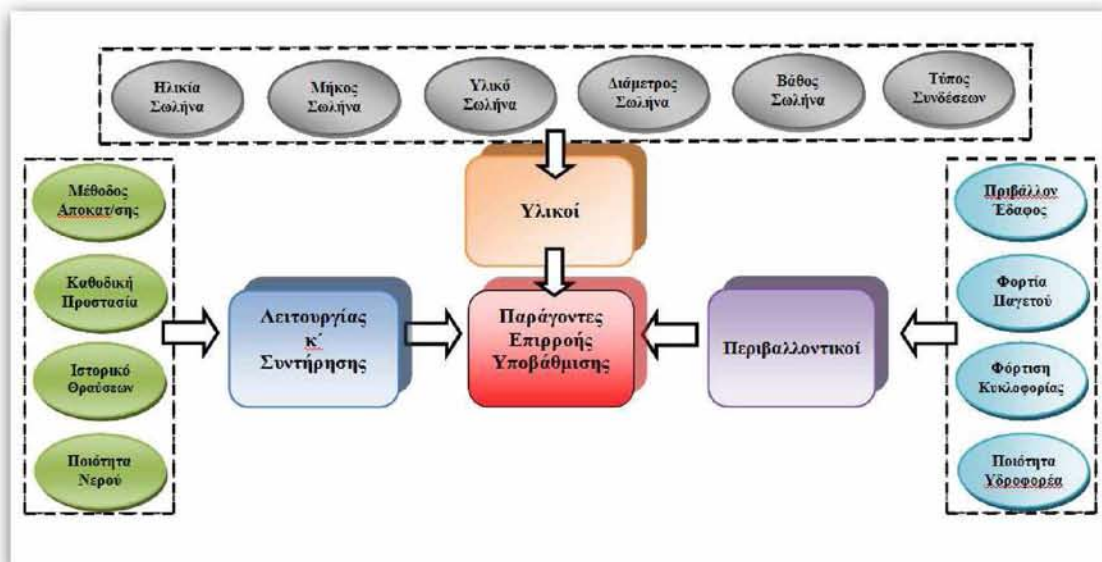 Ηλικία
Σωλήνα
Μήκος
Σωλήνα
Υλικό
Σωλήνα
Διάμετρος
Σωλήνα
Βάθος
Σωλήνα
Τύπος
Συνδέσεων
Υλικοί
Μέθοδος
Αποκατ/σης
Καθοδική
Προστασία
Ιστορικό
Θραύσεων
Ποιότητα
Νερού
Λειτουργίας
κ΄
Συντήρησης
Παράγοντες
Επιρροής
Υποβάθμισης
Περιβαλλοντικοί
Πριβάλλον
Έδαφος
Φορτία
Παγετού
Φόρτιση
Κυκλοφορίας
Ποιότητα
Υδροφορέα